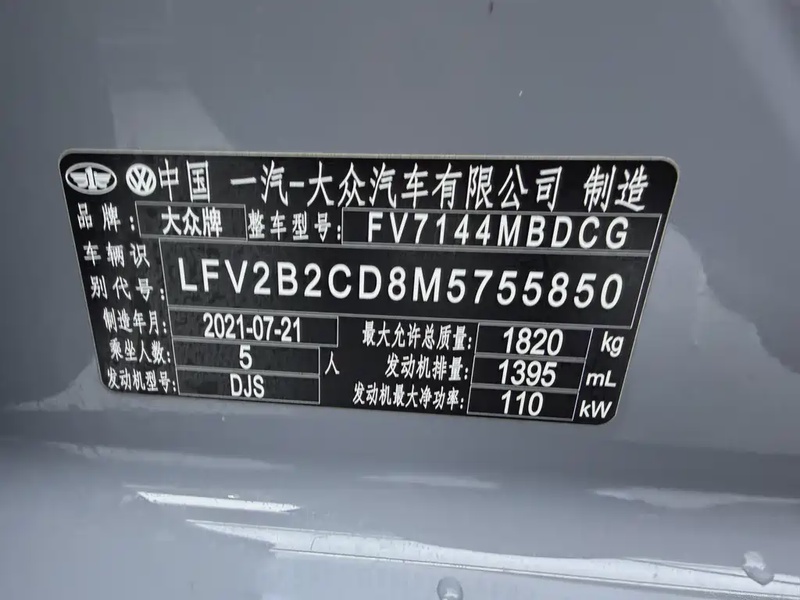 中国 一汽-大众汽车有限公司 制造
品牌: 大众牌 整车型号: FV7144MBDCG
车辆识别代号: LFV2B2CD8M5755850
制造年月: 2021-07-21 最大允许总质量: 1820 kg
乘坐人数: 5 人 发动机排量: 1395 mL
发动机型号: DJS 发动机最大净功率: 110 kW